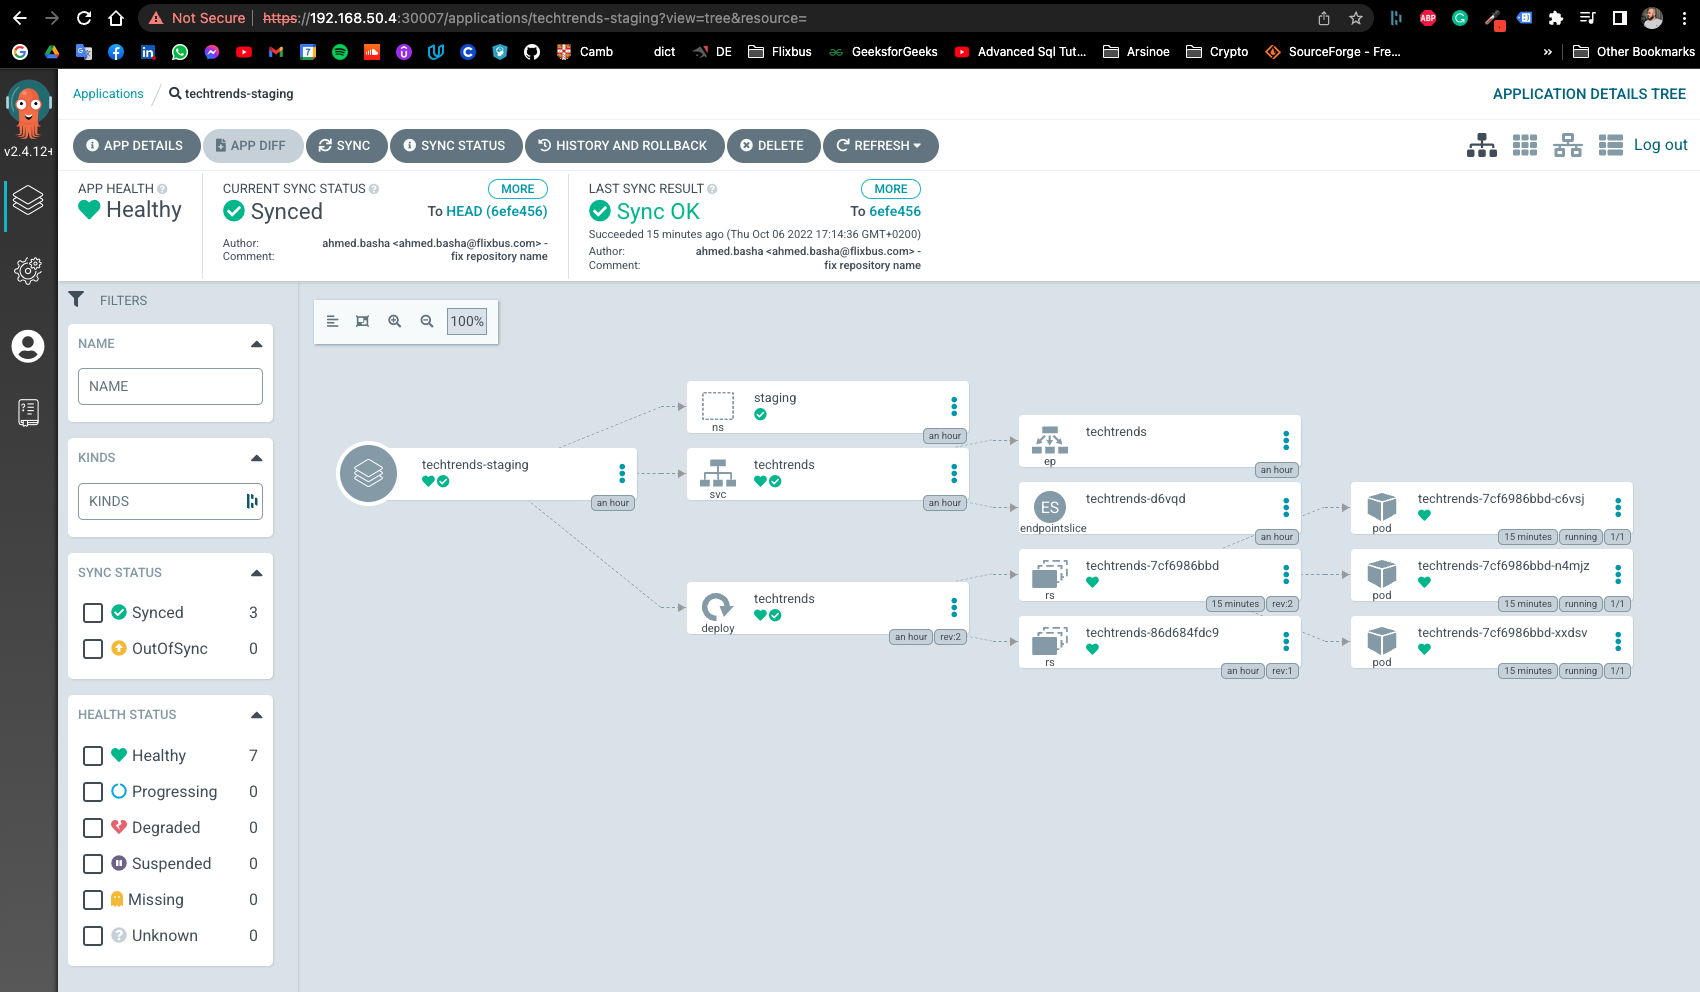 Not Secure
https://192.168.50.4:30007/applications/techtrends-staging?view=tree&resource=
Camb
dict
DE
Flixbus
GeeksforGeeks
Advanced Sql Tut...
Arsinoe
Crypto
SourceForge - Fre...
»
Other Bookmarks
v2.4.12+
Applications
techtrends-staging
APPLICATION DETAILS TREE
APP DETAILS
APP DIFF
SYNC
SYNC STATUS
HISTORY AND ROLLBACK
DELETE
REFRESH
Log out
APP HEALTH
Healthy
CURRENT SYNC STATUS
MORE
Synced
To HEAD (6efe456)
Author: ahmed.basha <ahmed.basha@flixbus.com> -
Comment: fix repository name
LAST SYNC RESULT
MORE
Sync OK
To 6efe456
Succeeded 15 minutes ago (Thu Oct 06 2022 17:14:36 GMT+0200)
Author: ahmed.basha <ahmed.basha@flixbus.com> -
Comment: fix repository name
FILTERS
NAME
NAME
KINDS
KINDS
SYNC STATUS
Synced 3
OutOfSync 0
HEALTH STATUS
Healthy 7
Progressing 0
Degraded 0
Suspended 0
Missing 0
Unknown 0
100%
techtrends-staging
an hour
staging
ns
an hour
techtrends
svc
an hour
techtrends
deploy
an hour
rev:2
techtrends
ep
an hour
ES
techtrends-d6vqd
endpointslice
an hour
techtrends-7cf6986bbd
rs
15 minutes
rev:2
techtrends-86d684fdc9
rs
an hour
rev:1
techtrends-7cf6986bbd-c6vsj
pod
15 minutes
running
1/1
techtrends-7cf6986bbd-n4mjz
pod
15 minutes
running
1/1
techtrends-7cf6986bbd-xxdsv
pod
15 minutes
running
1/1